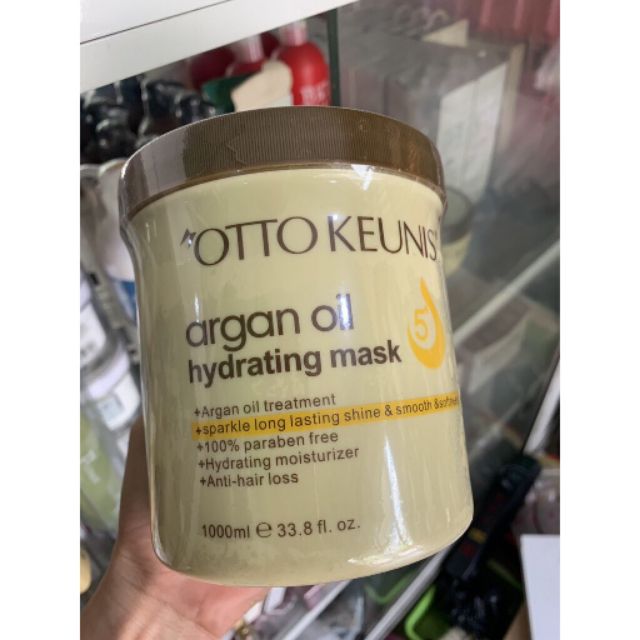 OTTO KEUNIS
argan oil
5
hydrating mask
+Argan oil treatment
+sparkle long lasting shine & smooth &
+100% paraben free
+Hydrating moisturizer
+Anti-hair loss
1000ml e 33.8 fl. oz.